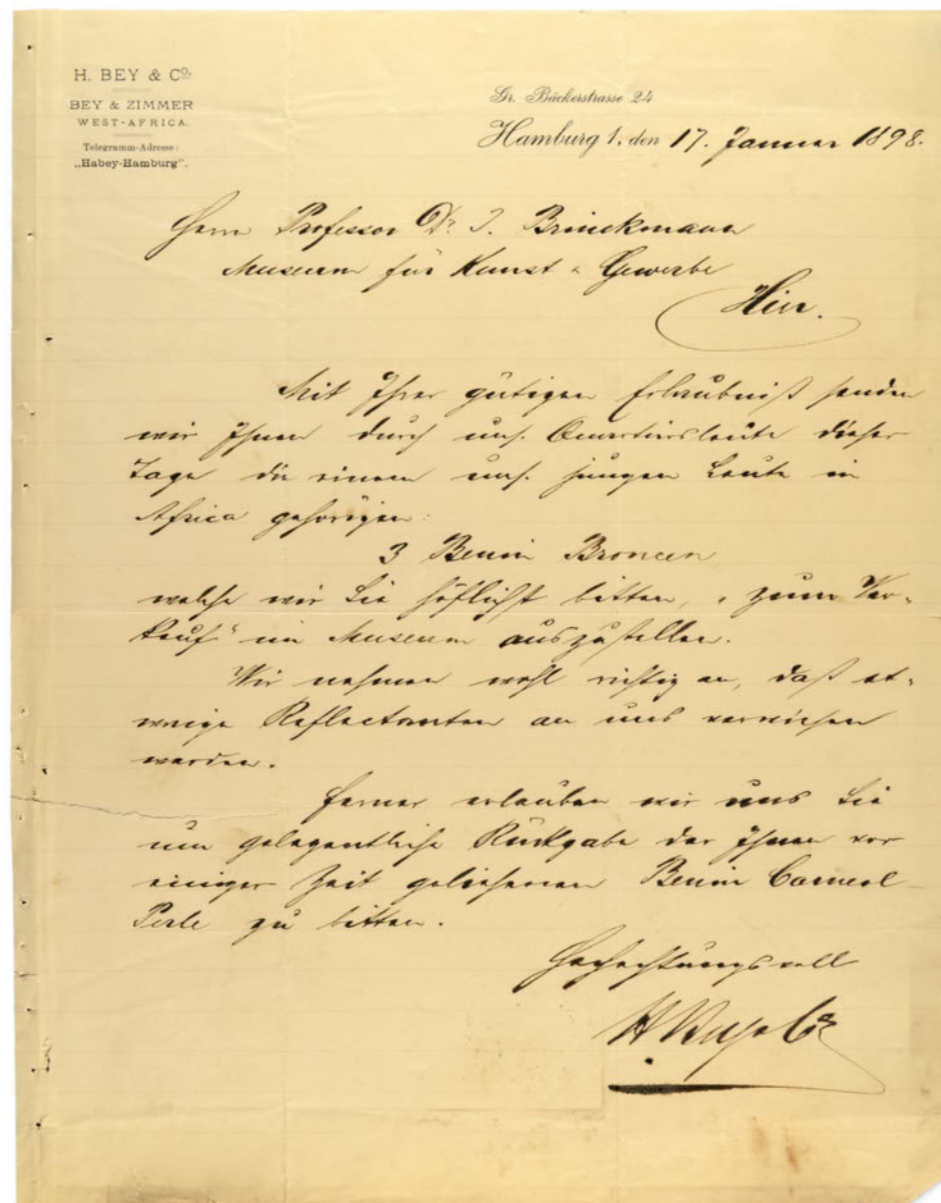 H. BEY & Co.
BEY & ZIMMER
WEST-AFRICA.
Telegramm-Adresse:
„Habey-Hamburg".
Gr. Bäckerstrasse 24
Hamburg 1, den 17. Januar 1898.
Herrn Professor Dr. J. Brinckmann
Museum für Kunst & Gewerbe
Hier.
Mit Ihrer gütigen Erlaubniß senden
wir Ihnen durch uns. Quartiersleute dieser
Tage die einem uns. jungen Leute in
Africa gehörigen:
3 Benin Broncen
welche wir Sie höflichst bitten, „zum Ver-
kauf" im Museum auszustellen.
Wir nehmen wohl richtig an, daß et-
waige Reflectanten an uns verwiesen
werden.
Ferner erlauben wir uns Sie
um gelegentliche Rückgabe der Ihnen vor
einiger Zeit geliehenen Benin Carneol
Perle zu bitten.
Hochachtungsvoll
H Bey & Co